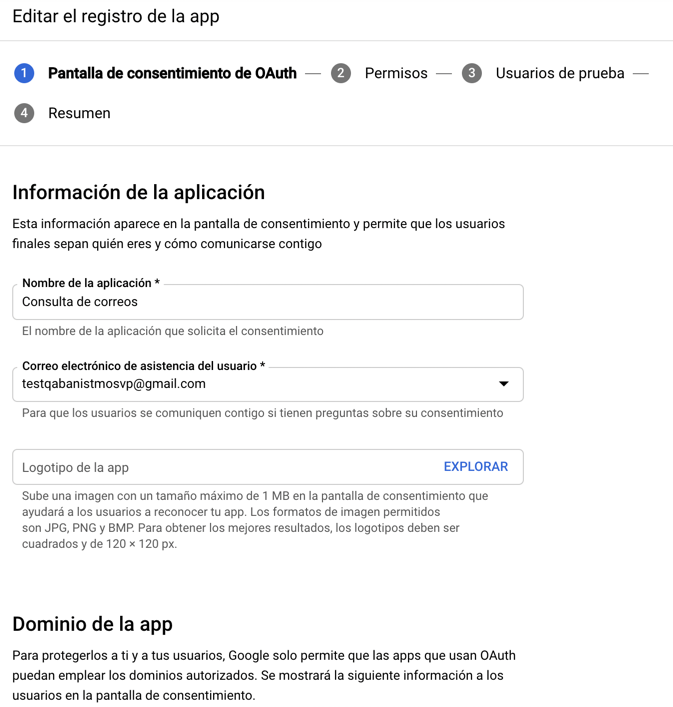 Editar el registro de la app
1 Pantalla de consentimiento de OAuth — 2 Permisos — 3 Usuarios de prueba —
4 Resumen
Información de la aplicación
Esta información aparece en la pantalla de consentimiento y permite que los usuarios
finales sepan quién eres y cómo comunicarse contigo
Nombre de la aplicación *
Consulta de correos
El nombre de la aplicación que solicita el consentimiento
Correo electrónico de asistencia del usuario *
testqabanistmosvp@gmail.com
Para que los usuarios se comuniquen contigo si tienen preguntas sobre su consentimiento
Logotipo de la app EXPLORAR
Sube una imagen con un tamaño máximo de 1 MB en la pantalla de consentimiento que
ayudará a los usuarios a reconocer tu app. Los formatos de imagen permitidos
son JPG, PNG y BMP. Para obtener los mejores resultados, los logotipos deben ser
cuadrados y de 120 × 120 px.
Dominio de la app
Para protegerlos a ti y a tus usuarios, Google solo permite que las apps que usan OAuth
puedan emplear los dominios autorizados. Se mostrará la siguiente información a los
usuarios en la pantalla de consentimiento.